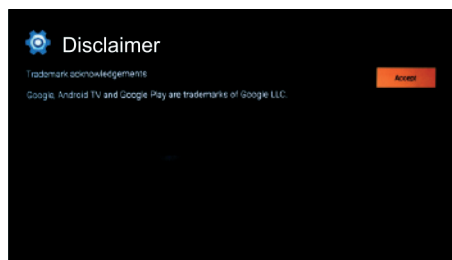 Disclaimer
Trademark acknowledgements
Accept
Google, Android TV and Google Play are trademarks of Google LLC.